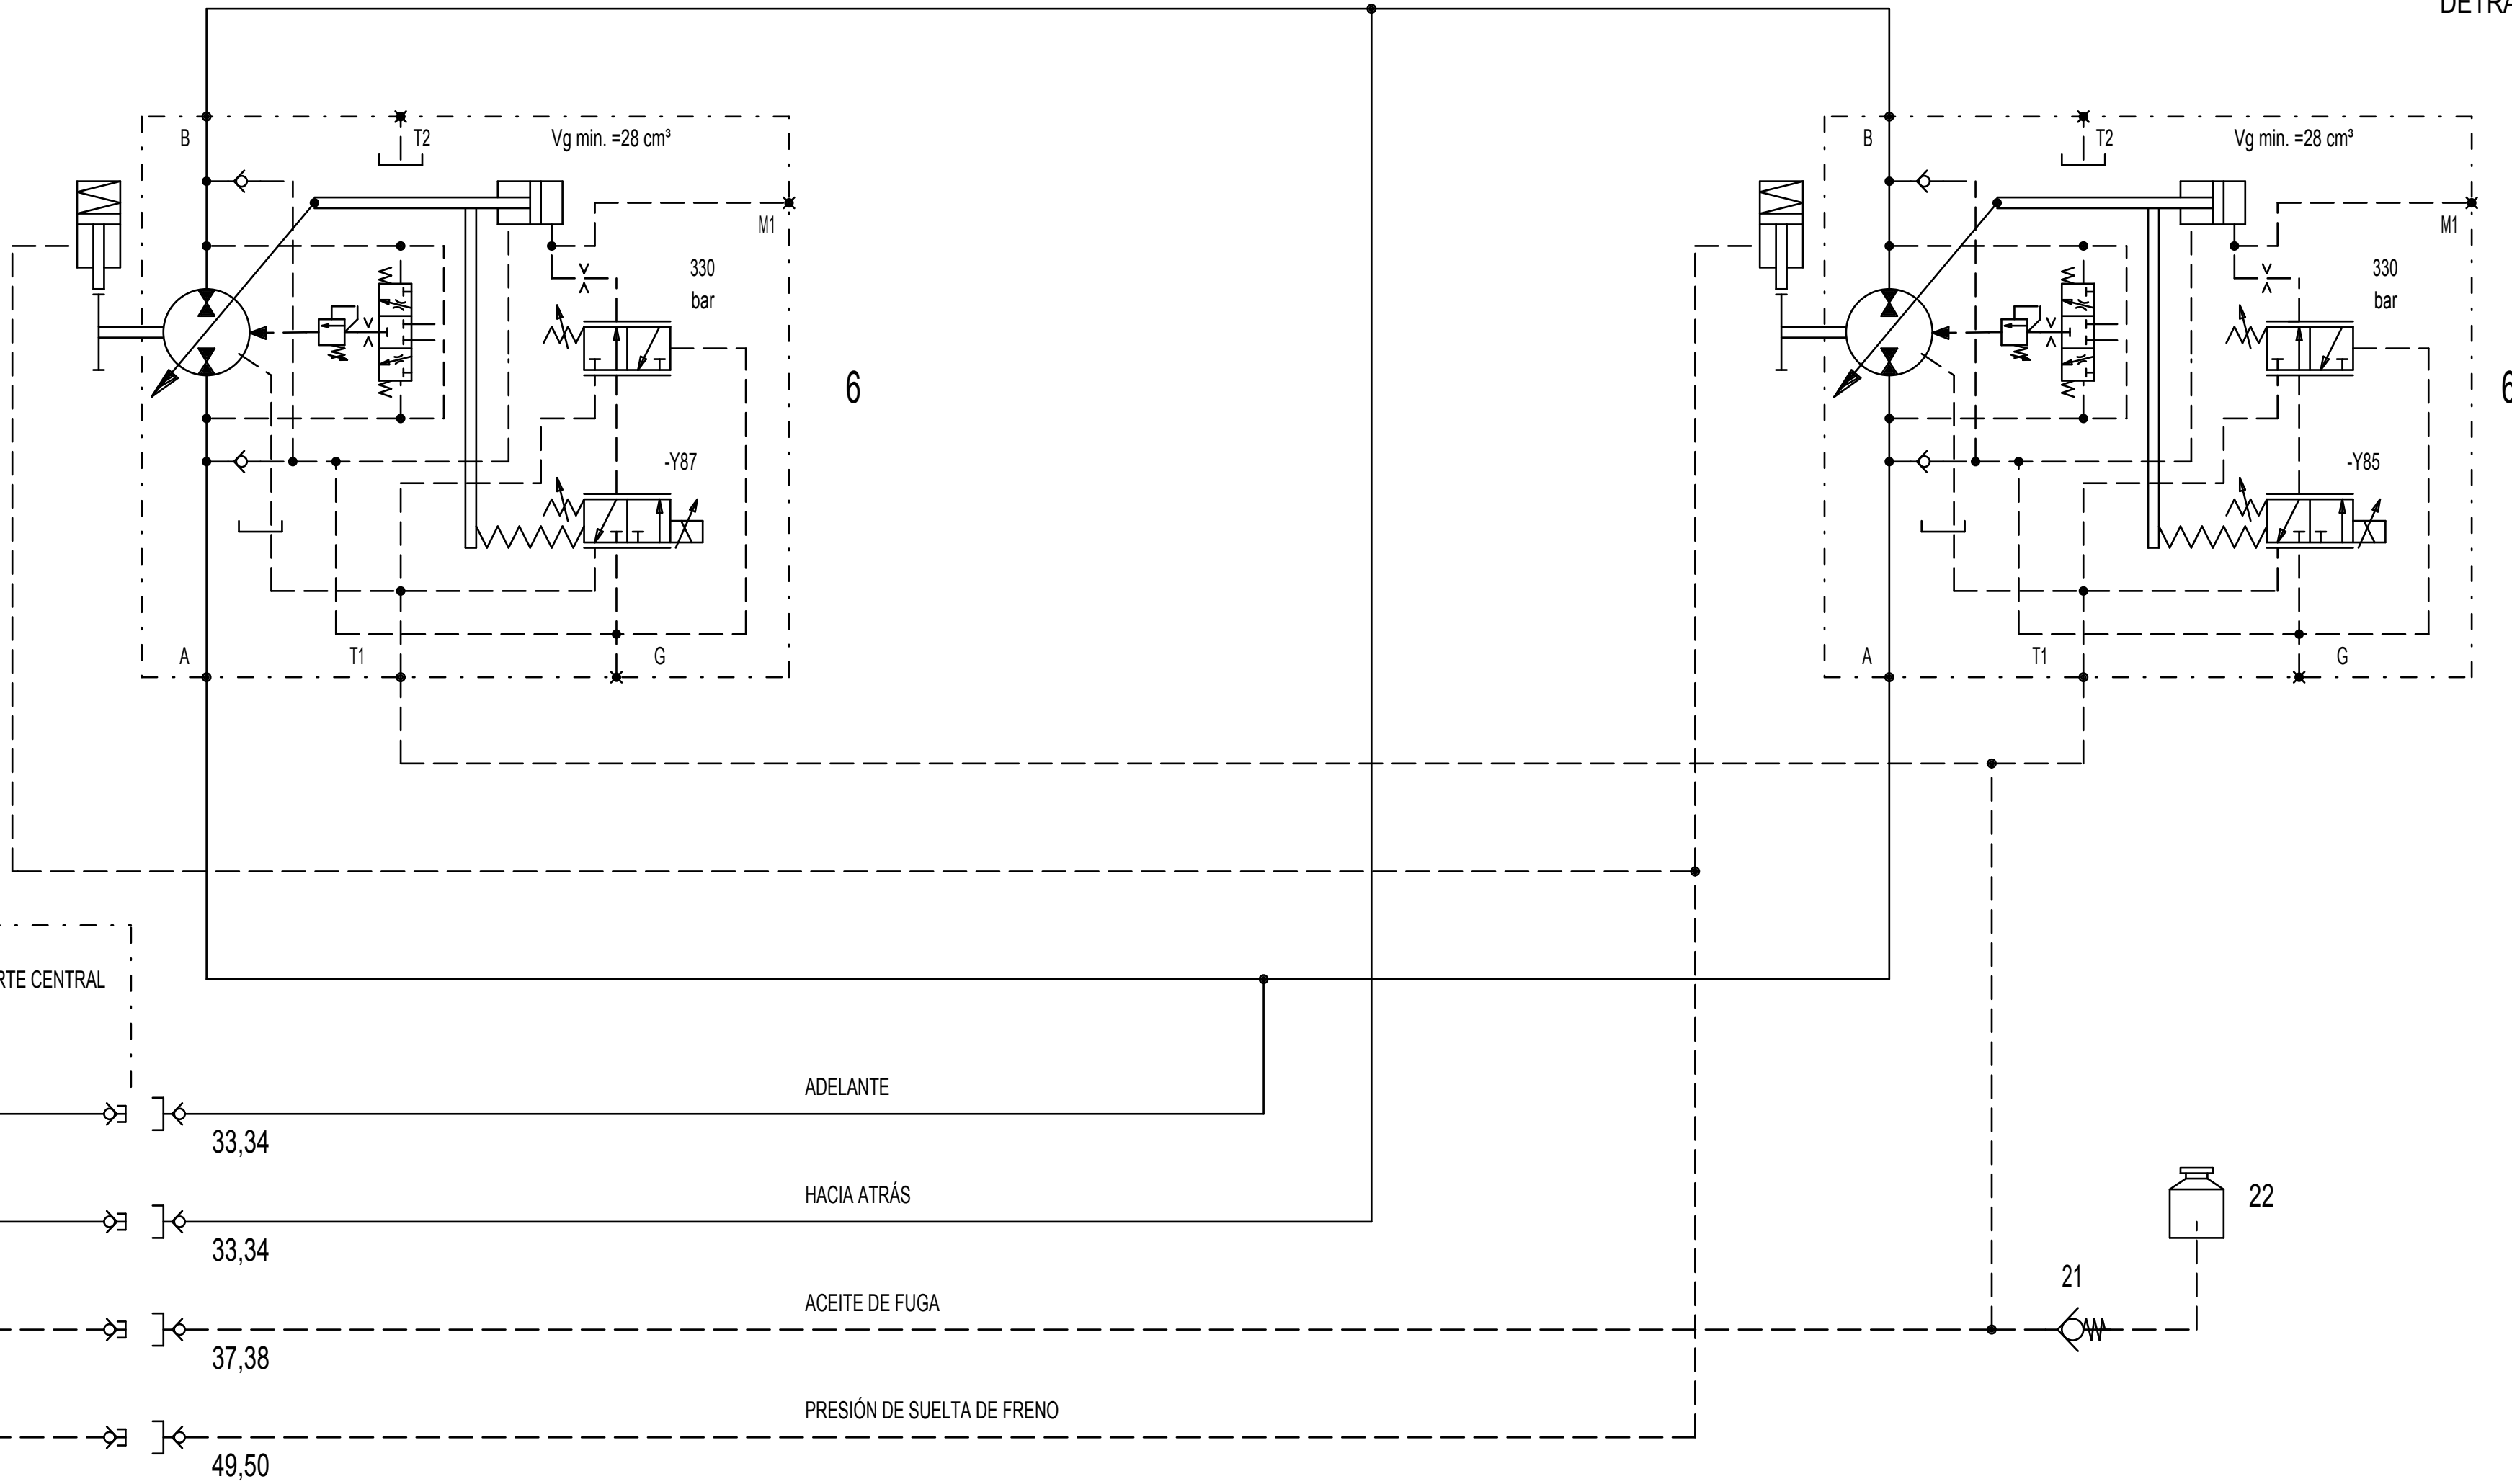 B
T2
Vg min. =28 cm³
M1
330
bar
6
-Y87
A
T1
G
B
T2
Vg min. =28 cm³
M1
330
bar
6
-Y85
A
T1
G
CENTRAL
ADELANTE
33,34
HACIA ATRÁS
33,34
22
21
ACEITE DE FUGA
37,38
PRESIÓN DE SUELTA DE FRENO
49,50